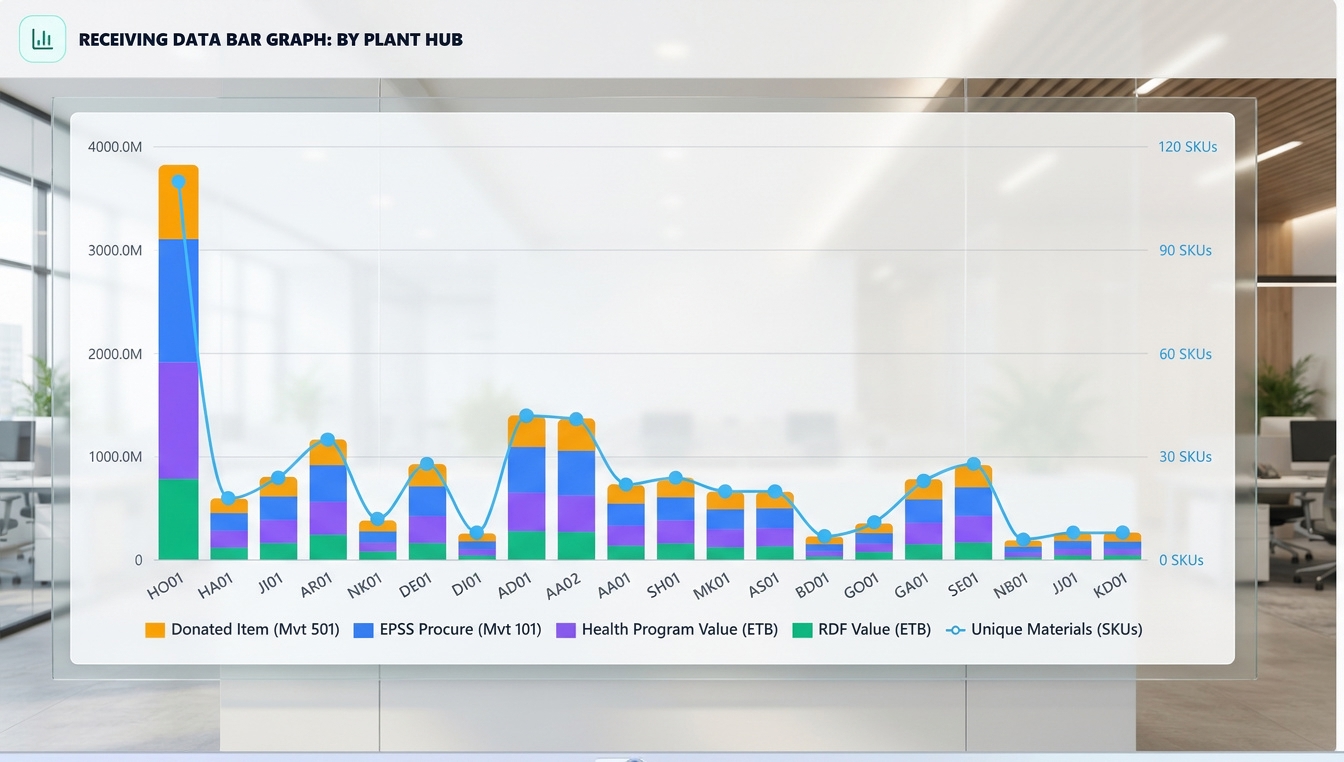 RECEIVING DATA BAR GRAPH: BY PLANT HUB
4000.0M
120 SKUs
3000.0M
90 SKUs
2000.0M
60 SKUs
1000.0M
30 SKUs
0
0 SKUs
HO01 HA01 JI01 AR01 NK01 DE01 DI01 AD01 AA02 AA01 SH01 MK01 AS01 BD01 GO01 GA01 SE01 NB01 JJ01 KD01
Donated Item (Mvt 501) EPSS Procure (Mvt 101) Health Program Value (ETB) RDF Value (ETB) Unique Materials (SKUs)